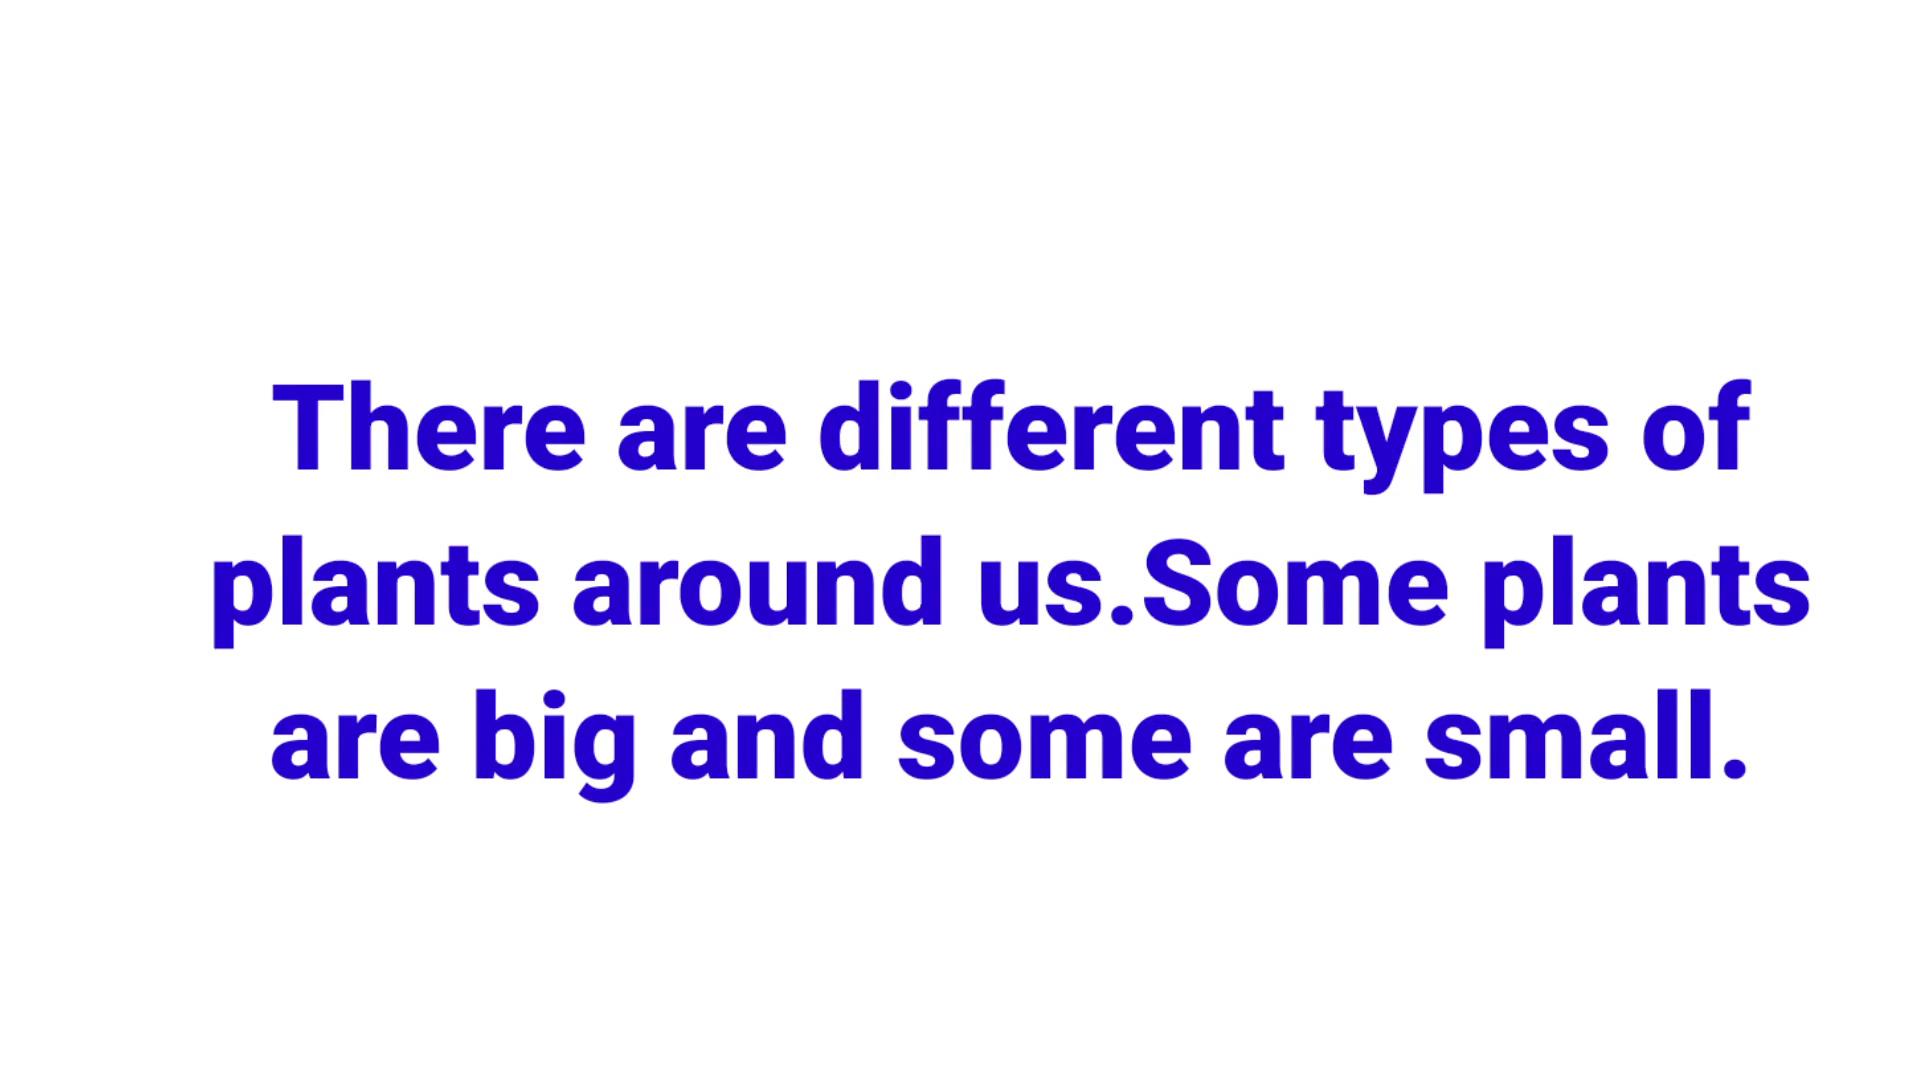 There are different types of
plants around us.Some plants
are big and some are small.